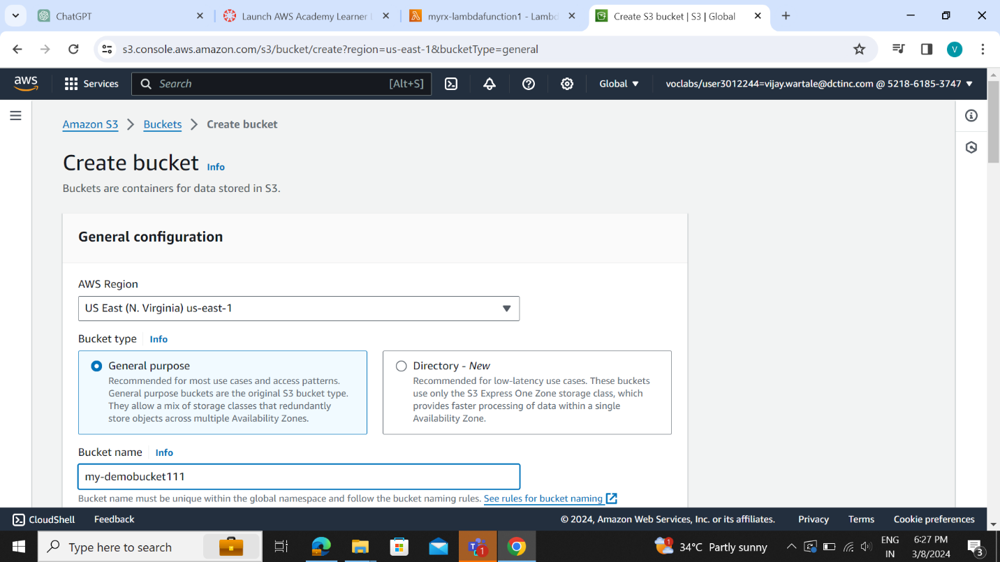 ChatGPT
Launch AWS Academy Learner
myrx-lambdafunction1 - Lambd
Create S3 bucket | S3 | Global
s3.console.aws.amazon.com/s3/bucket/create?region=us-east-1&bucketType=general
V
aws
Services
Search
[Alt+S]
Global
voclabs/user3012244=vijay.wartale@dctinc.com @ 5218-6185-3747
Amazon S3 > Buckets > Create bucket
Create bucket Info
Buckets are containers for data stored in S3.
General configuration
AWS Region
US East (N. Virginia) us-east-1
Bucket type Info
General purpose
Recommended for most use cases and access patterns.
General purpose buckets are the original S3 bucket type.
They allow a mix of storage classes that redundantly
store objects across multiple Availability Zones.
Directory - New
Recommended for low-latency use cases. These buckets
use only the S3 Express One Zone storage class, which
provides faster processing of data within a single
Availability Zone.
Bucket name Info
my-demobucket111
Bucket name must be unique within the global namespace and follow the bucket naming rules. See rules for bucket naming
CloudShell
Feedback
© 2024, Amazon Web Services, Inc. or its affiliates.
Privacy
Terms
Cookie preferences
Type here to search
1
1
34°C Partly sunny
ENG
IN
6:27 PM
3/8/2024
3